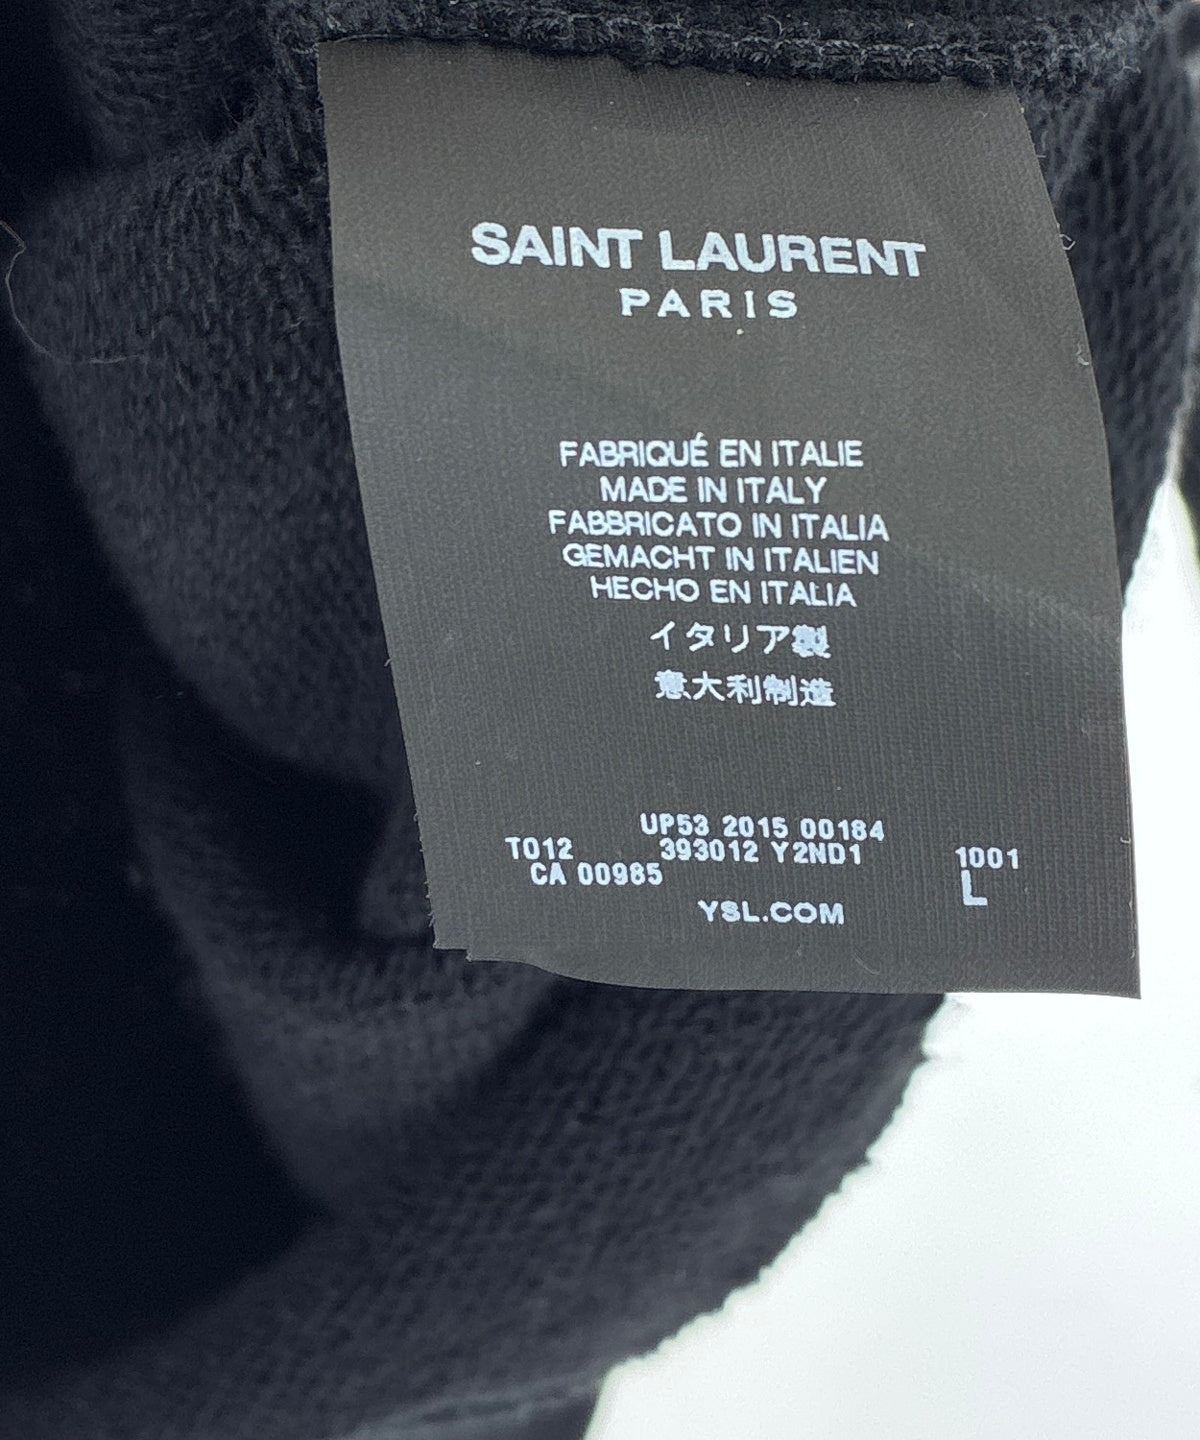 SAINT LAURENT
PARIS
FABRIQUÉ EN ITALIE
MADE IN ITALY
FABBRICATO IN ITALIA
GEMACHT IN ITALIEN
HECHO EN ITALIA
イタリア製
意大利制造
UP53 2015 00184
T012 393012 Y2ND1 1001
CA 00985 L
YSL.COM